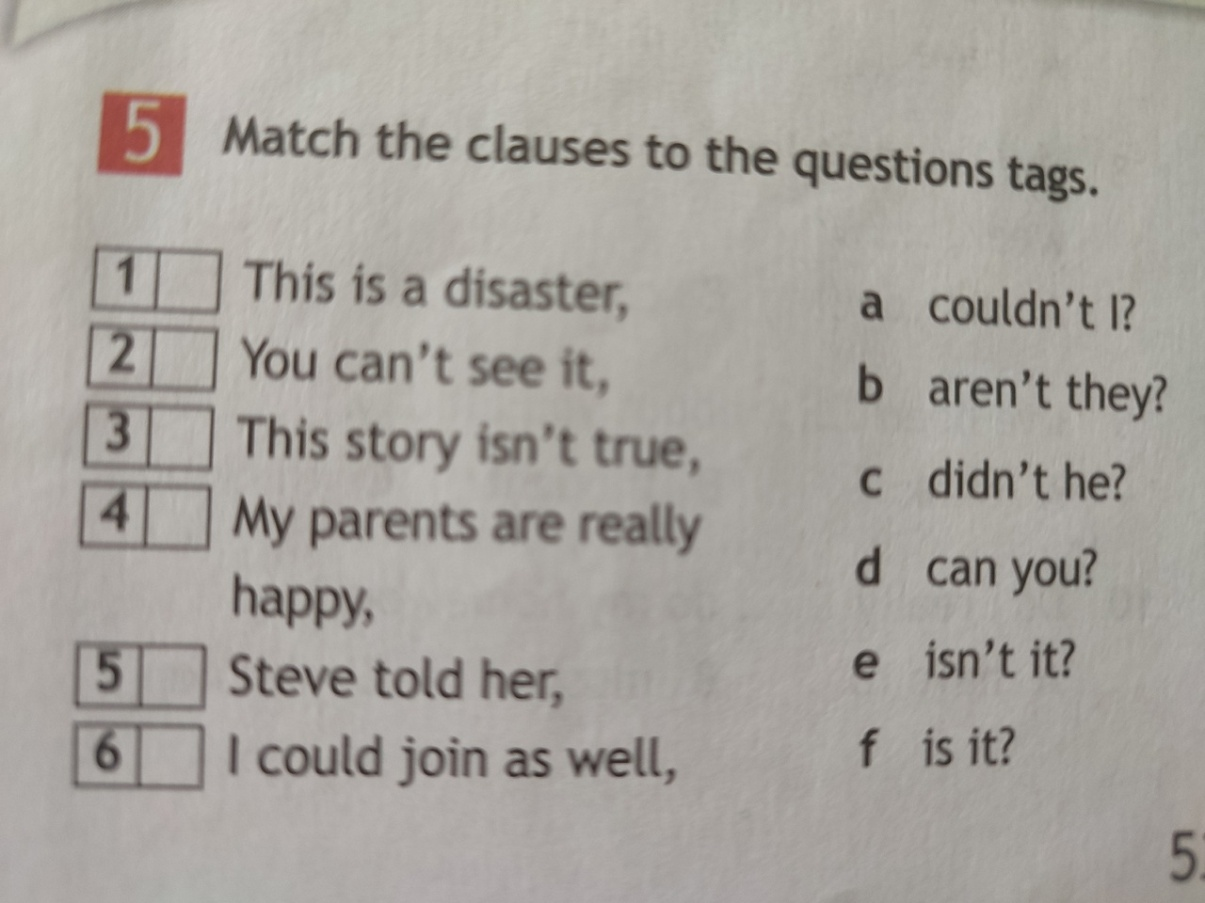 5 Match the clauses to the questions tags.
1 This is a disaster,
2 You can't see it,
3 This story isn't true,
4 My parents are really
happy,
5 Steve told her,
6 I could join as well,
a couldn't I?
b aren't they?
c didn't he?
d can you?
e isn't it?
f is it?